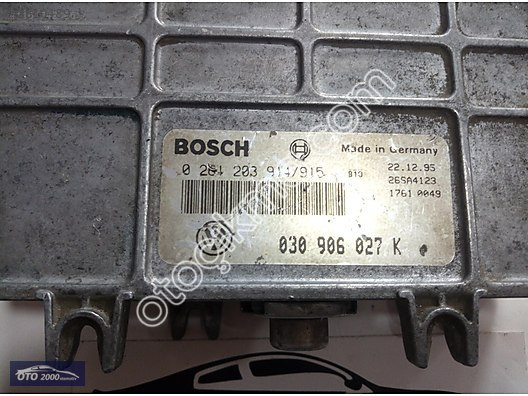 BOSCH
Made in Germany
0 261 203 914/915
22.12.95
26SA4123
1761 0049
030 906 027 K
otocikma.com
OTO 2000